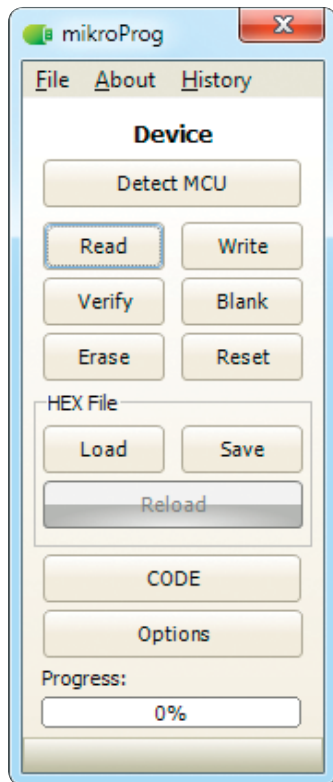 mikroProg
File About History
Device
Detect MCU
Read Write
Verify Blank
Erase Reset
HEX File
Load Save
Reload
CODE
Options
Progress:
0%